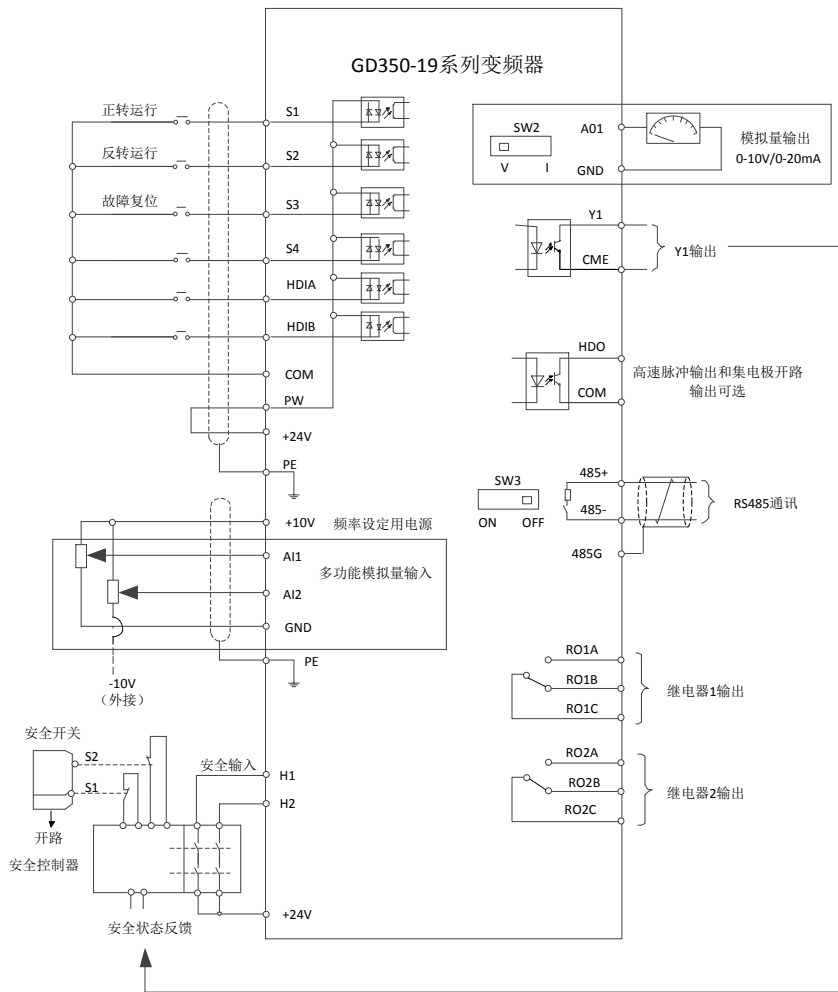 GD350-19系列变频器
正转运行
S1
反转运行
S2
故障复位
S3
S4
HDIA
HDIB
COM
PW
+24V
PE
SW2
V I
A01
GND
模拟量输出
0-10V/0-20mA
Y1
CME
Y1输出
HDO
COM
高速脉冲输出和集电极开路
输出可选
SW3
ON OFF
485+
485-
485G
RS485通讯
+10V
频率设定用电源
AI1
多功能模拟量输入
AI2
GND
PE
-10V
（外接）
RO1A
RO1B
RO1C
继电器1输出
RO2A
RO2B
RO2C
继电器2输出
安全开关
S2
S1
开路
安全控制器
安全输入
H1
H2
+24V
安全状态反馈